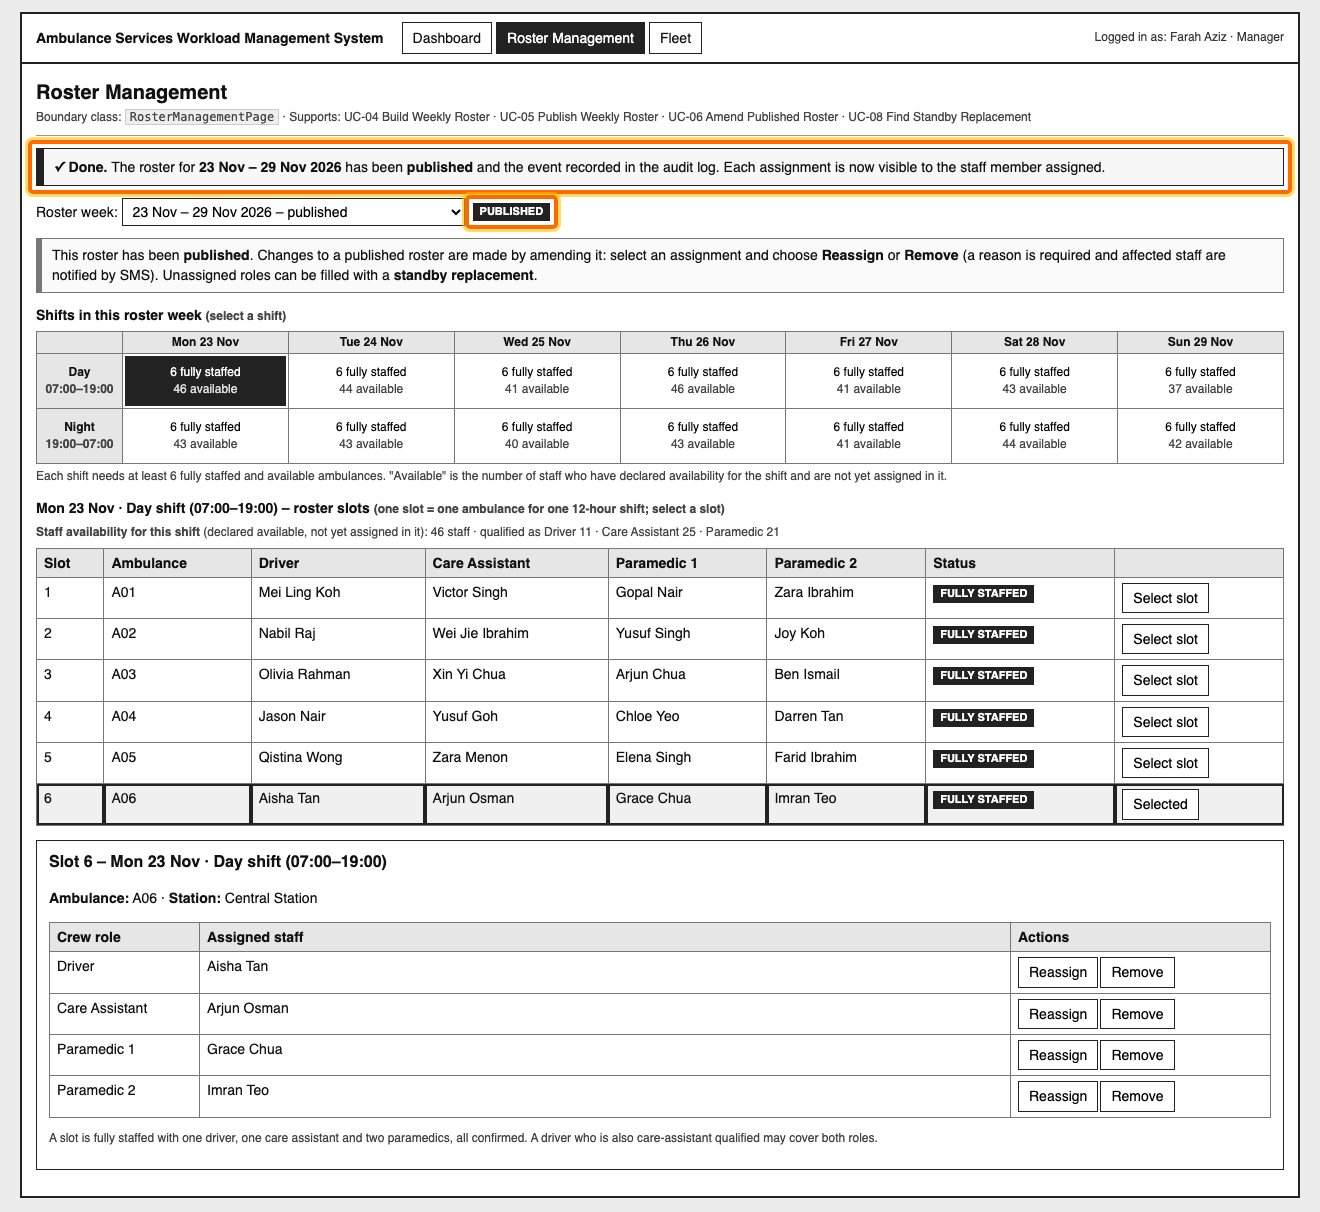 Ambulance Services Workload Management System Dashboard Roster Management Fleet Logged in as: Farah Aziz · Manager
Roster Management
Boundary class: RosterManagementPage · Supports: UC-04 Build Weekly Roster · UC-05 Publish Weekly Roster · UC-06 Amend Published Roster · UC-08 Find Standby Replacement
✓ Done. The roster for 23 Nov – 29 Nov 2026 has been published and the event recorded in the audit log. Each assignment is now visible to the staff member assigned.
Roster week: 23 Nov – 29 Nov 2026 – published PUBLISHED
This roster has been published. Changes to a published roster are made by amending it: select an assignment and choose Reassign or Remove (a reason is required and affected staff are
notified by SMS). Unassigned roles can be filled with a standby replacement.
Shifts in this roster week (select a shift)
Mon 23 Nov Tue 24 Nov Wed 25 Nov Thu 26 Nov Fri 27 Nov Sat 28 Nov Sun 29 Nov
Day 6 fully staffed 6 fully staffed 6 fully staffed 6 fully staffed 6 fully staffed 6 fully staffed 6 fully staffed
07:00–19:00 46 available 44 available 41 available 46 available 41 available 43 available 37 available
Night 6 fully staffed 6 fully staffed 6 fully staffed 6 fully staffed 6 fully staffed 6 fully staffed 6 fully staffed
19:00–07:00 43 available 43 available 40 available 43 available 41 available 44 available 42 available
Each shift needs at least 6 fully staffed and available ambulances. "Available" is the number of staff who have declared availability for the shift and are not yet assigned in it.
Mon 23 Nov · Day shift (07:00–19:00) – roster slots (one slot = one ambulance for one 12-hour shift; select a slot)
Staff availability for this shift (declared available, not yet assigned in it): 46 staff · qualified as Driver 11 · Care Assistant 25 · Paramedic 21
Slot Ambulance Driver Care Assistant Paramedic 1 Paramedic 2 Status
1 A01 Mei Ling Koh Victor Singh Gopal Nair Zara Ibrahim FULLY STAFFED Select slot
2 A02 Nabil Raj Wei Jie Ibrahim Yusuf Singh Joy Koh FULLY STAFFED Select slot
3 A03 Olivia Rahman Xin Yi Chua Arjun Chua Ben Ismail FULLY STAFFED Select slot
4 A04 Jason Nair Yusuf Goh Chloe Yeo Darren Tan FULLY STAFFED Select slot
5 A05 Qistina Wong Zara Menon Elena Singh Farid Ibrahim FULLY STAFFED Select slot
6 A06 Aisha Tan Arjun Osman Grace Chua Imran Teo FULLY STAFFED Selected
Slot 6 – Mon 23 Nov · Day shift (07:00–19:00)
Ambulance: A06 · Station: Central Station
Crew role Assigned staff Actions
Driver Aisha Tan Reassign Remove
Care Assistant Arjun Osman Reassign Remove
Paramedic 1 Grace Chua Reassign Remove
Paramedic 2 Imran Teo Reassign Remove
A slot is fully staffed with one driver, one care assistant and two paramedics, all confirmed. A driver who is also care-assistant qualified may cover both roles.